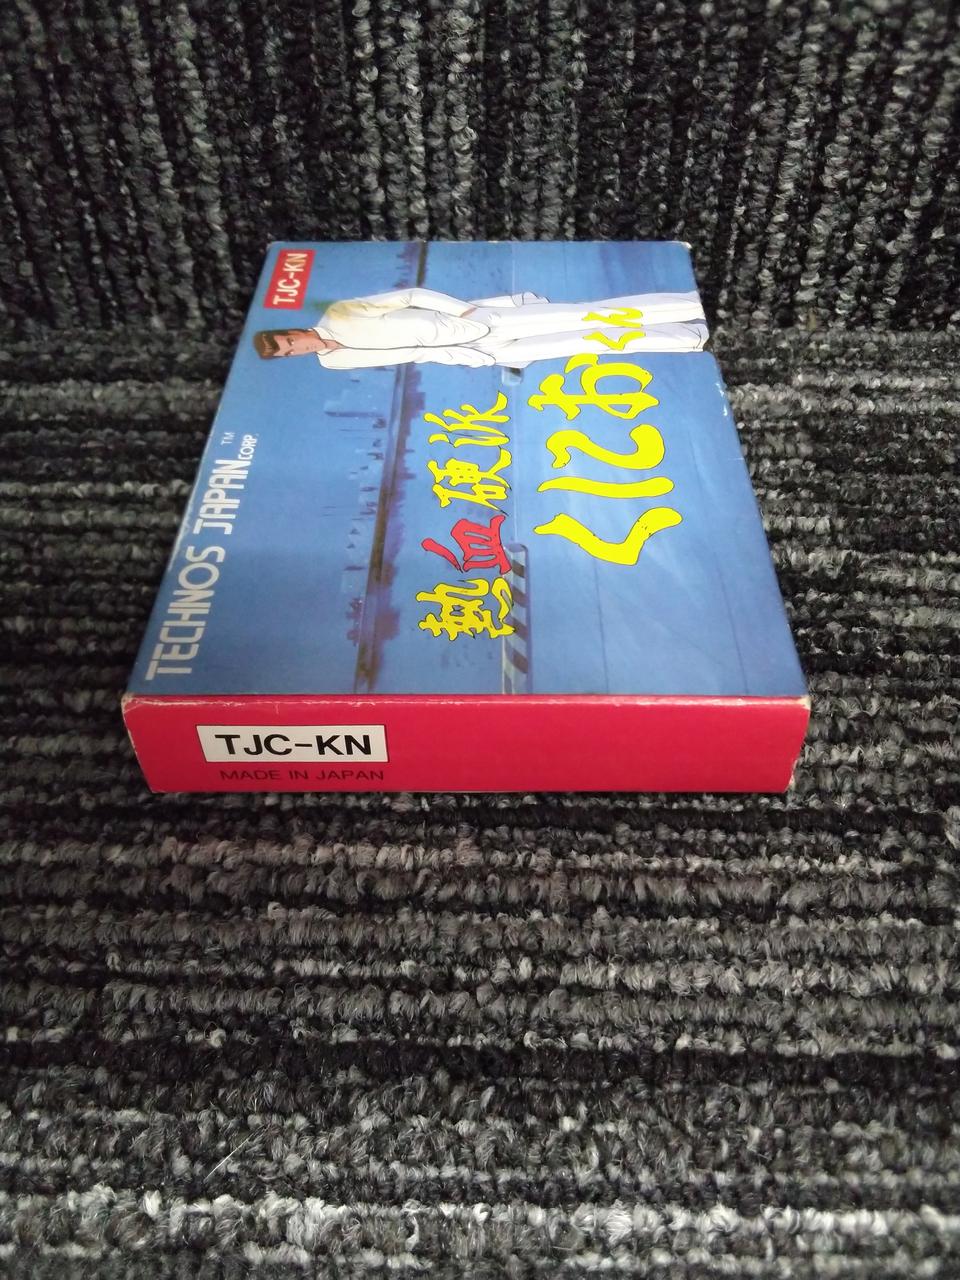 TECHNOS JAPAN CORP.™
TJC-KN
熱血硬派
くにおくん
TJC-KN
MADE IN JAPAN